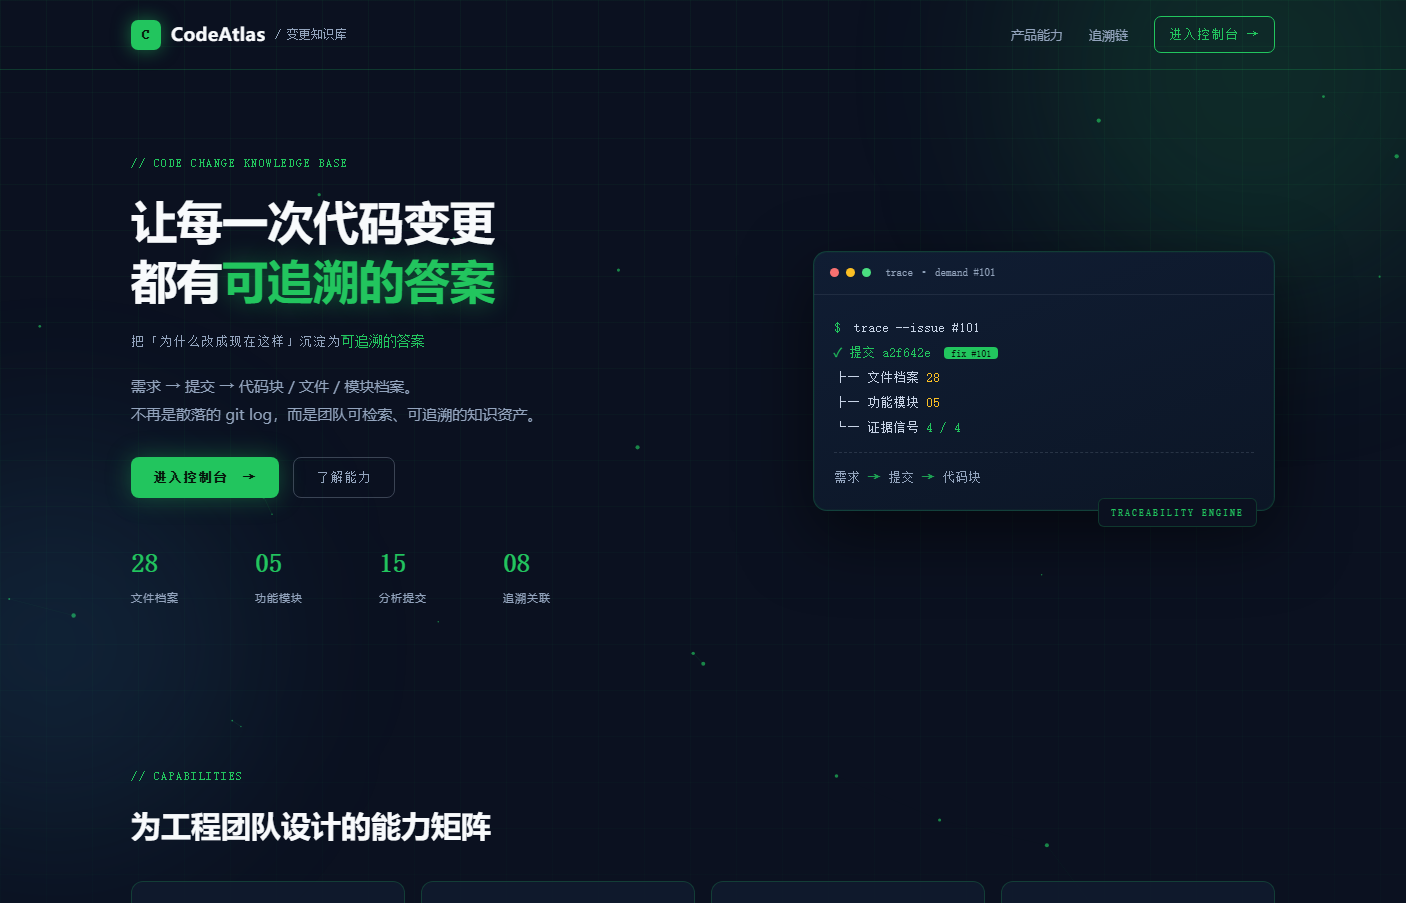 C CodeAtlas / 变更知识库 产品能力 追溯链 进入控制台 →
// CODE CHANGE KNOWLEDGE BASE
让每一次代码变更
都有可追溯的答案
把「为什么改成现在这样」沉淀为可追溯的答案
需求 → 提交 → 代码块 / 文件 / 模块档案。
不再是散落的 git log，而是团队可检索、可追溯的知识资产。
进入控制台 → 了解能力
28 05 15 08
文件档案 功能模块 分析提交 追溯关联
trace • demand #101
$ trace --issue #101
✓ 提交 a2f642e fix #101
├─ 文件档案 28
├─ 功能模块 05
└─ 证据信号 4 / 4
需求 → 提交 → 代码块
TRACEABILITY ENGINE
// CAPABILITIES
为工程团队设计的能力矩阵